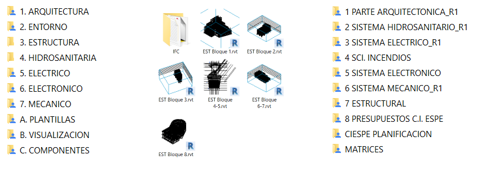 1. ARQUITECTURA
2. ENTORNO
3. ESTRUCTURA
4. HIDROSANITARIA
5. ELECTRICO
6. ELECTRONICO
7. MECANICO
A. PLANTILLAS
B. VISUALIZACION
C. COMPONENTES
IFC
EST Bloque 1.rvt
EST Bloque 2.rvt
EST Bloque 3.rvt
EST Bloque
4-5.rvt
EST Bloque
6-7.rvt
EST Bloque 8.rvt
1 PARTE ARQUITECTONICA_R1
2 SISTEMA HIDROSANITARIO_R1
3 SISTEMA ELECTRICO_R1
4 SCI. INCENDIOS
5 SISTEMA ELECTRONICO
6 SISTEMA MECANICO_R1
7 ESTRUCTURAL
8 PRESUPUESTOS C.I. ESPE
CIESPE PLANIFICACION
MATRICES